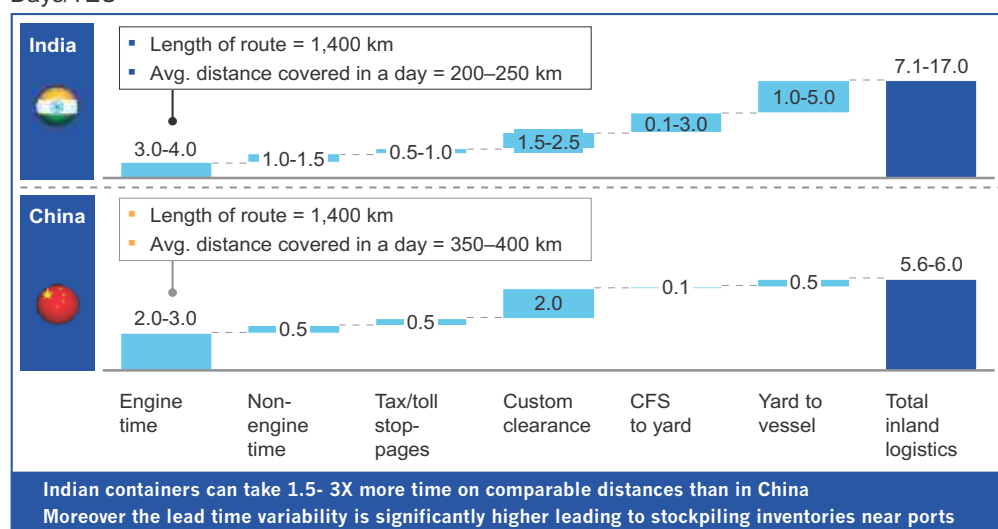 Days/TEU
India
▪ Length of route = 1,400 km
▪ Avg. distance covered in a day = 200–250 km
3.0-4.0
1.0-1.5
0.5-1.0
1.5-2.5
0.1-3.0
1.0-5.0
7.1-17.0
China
▪ Length of route = 1,400 km
▪ Avg. distance covered in a day = 350–400 km
2.0-3.0
0.5
0.5
2.0
0.1
0.5
5.6-6.0
Engine
time
Non-
engine
time
Tax/toll
stop-
pages
Custom
clearance
CFS
to yard
Yard to
vessel
Total
inland
logistics
Indian containers can take 1.5- 3X more time on comparable distances than in China
Moreover the lead time variability is significantly higher leading to stockpiling inventories near ports